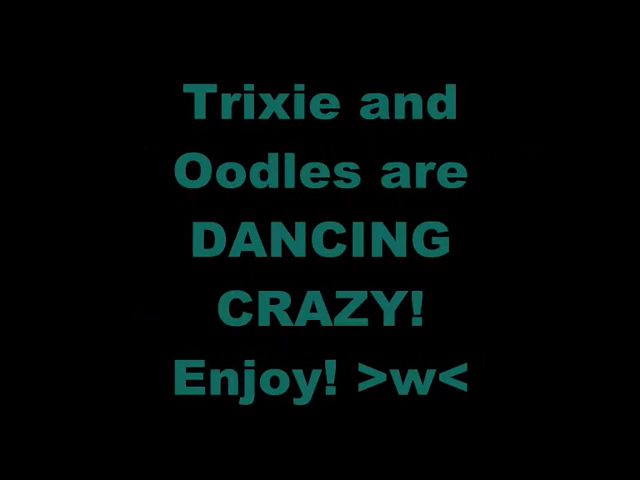 Trixie and
Oodles are
DANCING
CRAZY!
Enjoy! >w<